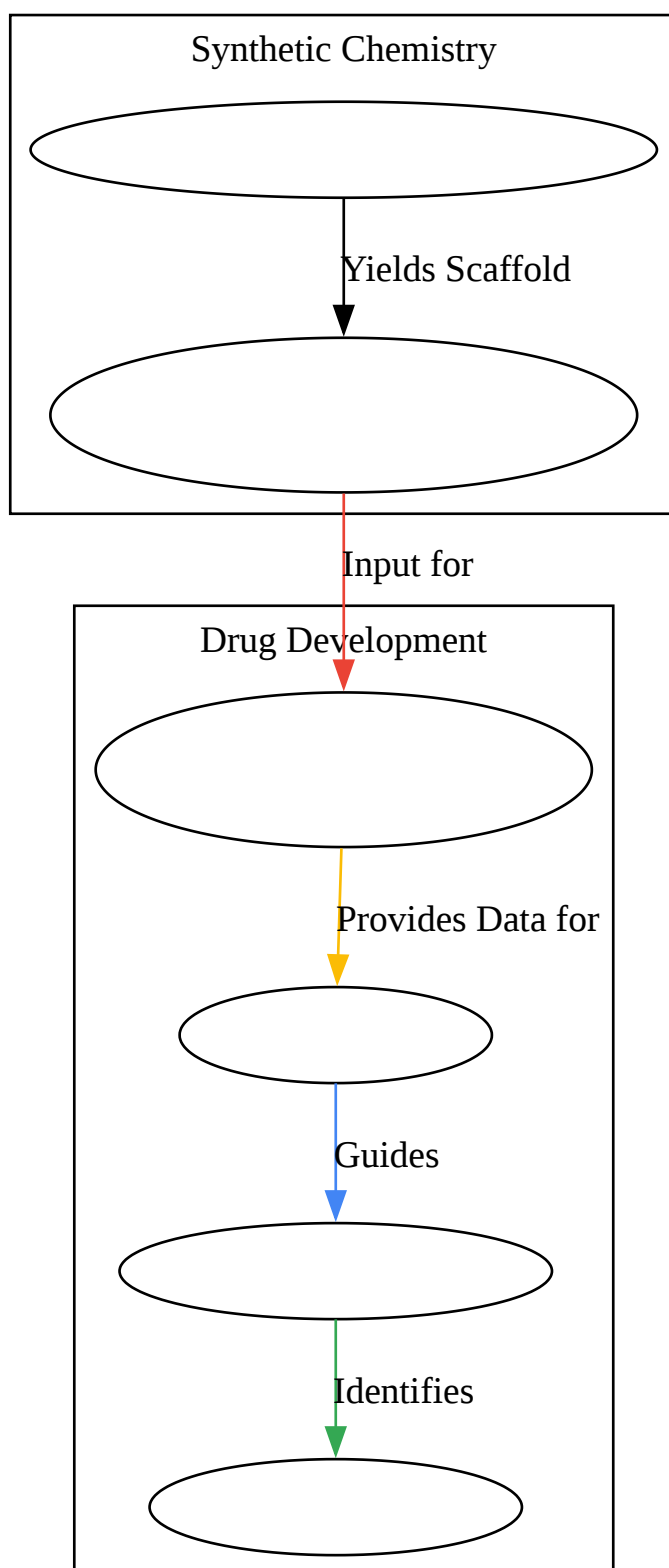 Synthetic Chemistry
Yields Scaffold
Input for
Drug Development
Provides Data for
Guides
Identifies